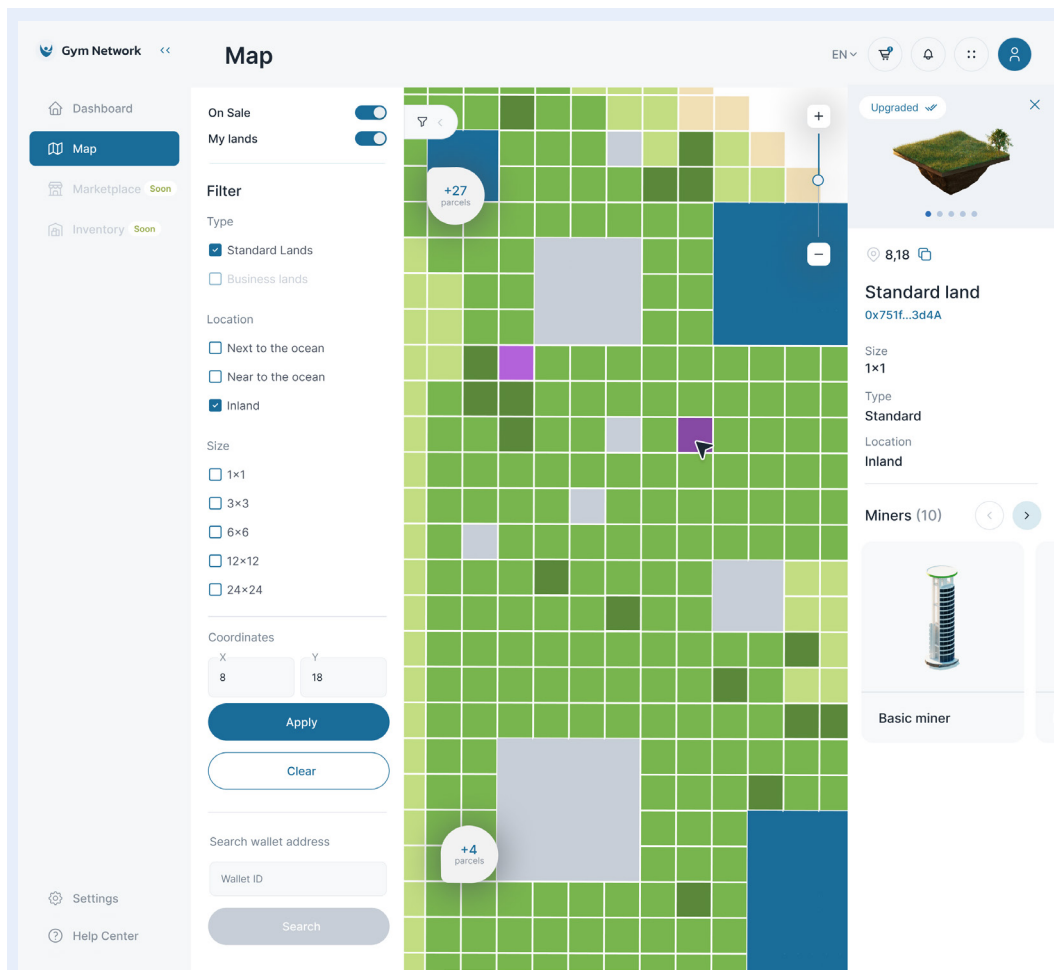 Gym Network
Map
EN
Dashboard
Map
Marketplace Soon
Inventory Soon
Settings
Help Center
On Sale
My lands
Filter
Type
Standard Lands
Business lands
Location
Next to the ocean
Near to the ocean
Inland
Size
1×1
3×3
6×6
12×12
24×24
Coordinates
X
8
Y
18
Apply
Clear
Search wallet address
Wallet ID
Search
+27
parcels
+4
parcels
Upgraded
8,18
Standard land
0x751f...3d4A
Size
1×1
Type
Standard
Location
Inland
Miners (10)
Basic miner